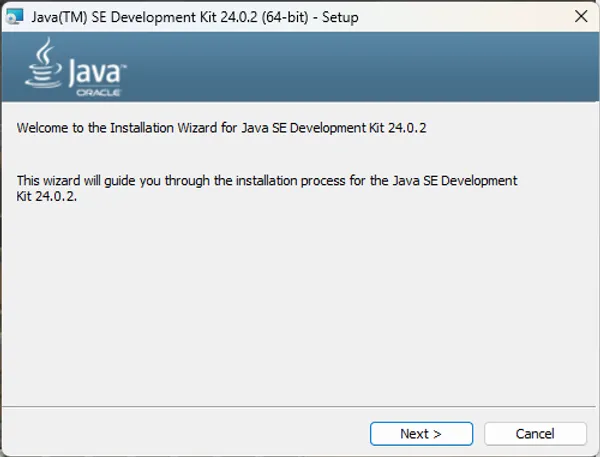 Java(TM) SE Development Kit 24.0.2 (64-bit) - Setup
Java™
ORACLE
Welcome to the Installation Wizard for Java SE Development Kit 24.0.2
This wizard will guide you through the installation process for the Java SE Development
Kit 24.0.2.
Next > Cancel